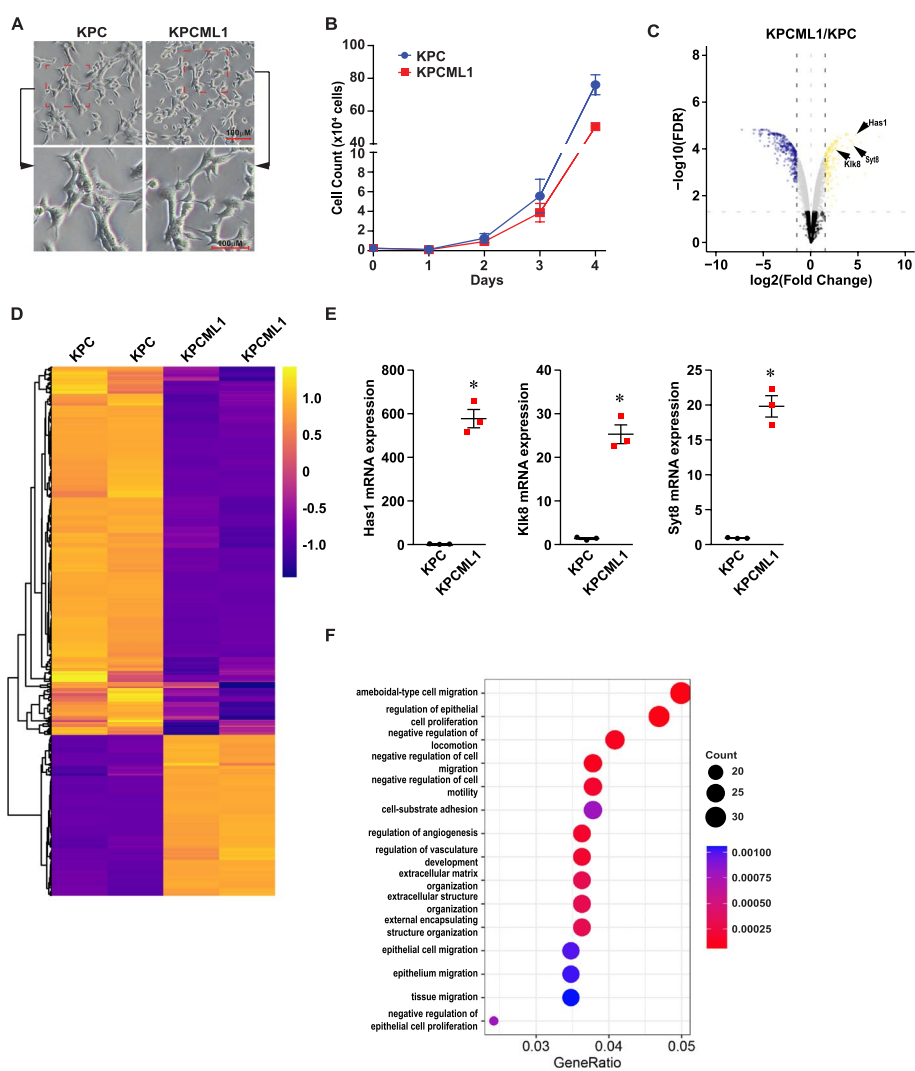 A
KPC
KPCML1
100µM
100µM
B
KPC
KPCML1
Cell Count (x10⁴ cells)
100
80
60
40
10
8
6
4
2
0
0
1
2
3
4
Days
C
KPCML1/KPC
−log10(FDR)
8
6
4
2
0
Has1
Klk8
Syt8
−10
−5
0
5
10
log2(Fold Change)
D
KPC
KPC
KPCML1
KPCML1
1.0
0.5
0
-0.5
-1.0
E
Has1 mRNA expression
800
600
400
200
0
*
KPC
KPCML1
Klk8 mRNA expression
40
30
20
10
0
*
KPC
KPCML1
Syt8 mRNA expression
25
20
15
10
5
0
*
KPC
KPCML1
F
ameboidal-type cell migration
regulation of epithelial
cell proliferation
negative regulation of
locomotion
negative regulation of cell
migration
negative regulation of cell
motility
cell-substrate adhesion
regulation of angiogenesis
regulation of vasculature
development
extracellular matrix
organization
extracellular structure
organization
external encapsulating
structure organization
epithelial cell migration
epithelium migration
tissue migration
negative regulation of
epithelial cell proliferation
0.03
0.04
0.05
GeneRatio
Count
20
25
30
0.00100
0.00075
0.00050
0.00025